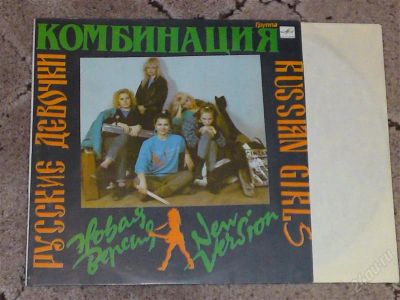 группа
КОМБИНАЦИЯ
РУССКИЕ ДЕВОЧКИ
RUSSIAN GIRLS
Новая
версия
New
Version